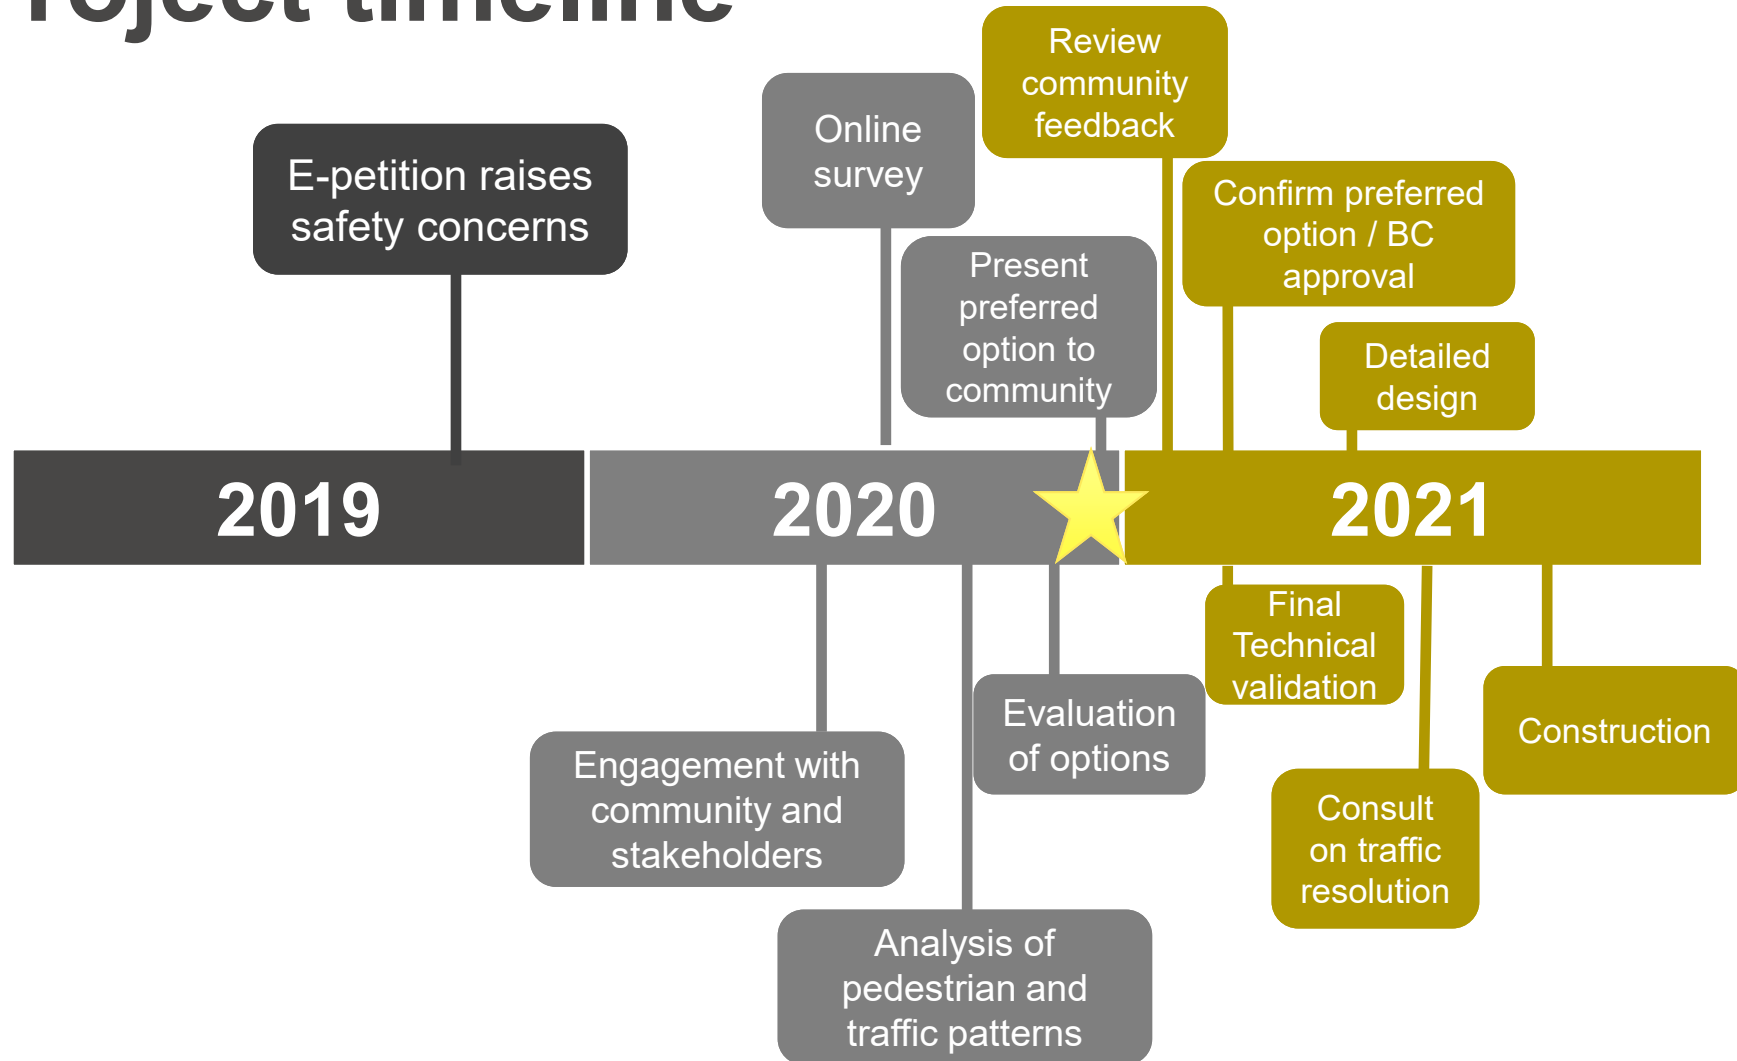 roject timeline
Review
community
feedback
Online
survey
E-petition raises
safety concerns
Confirm preferred
option / BC
approval
Present
preferred
option to
community
Detailed
design
2019
2020
2021
Final
Technical
validation
Evaluation
of options
Construction
Engagement with
community and
stakeholders
Consult
on traffic
resolution
Analysis of
pedestrian and
traffic patterns